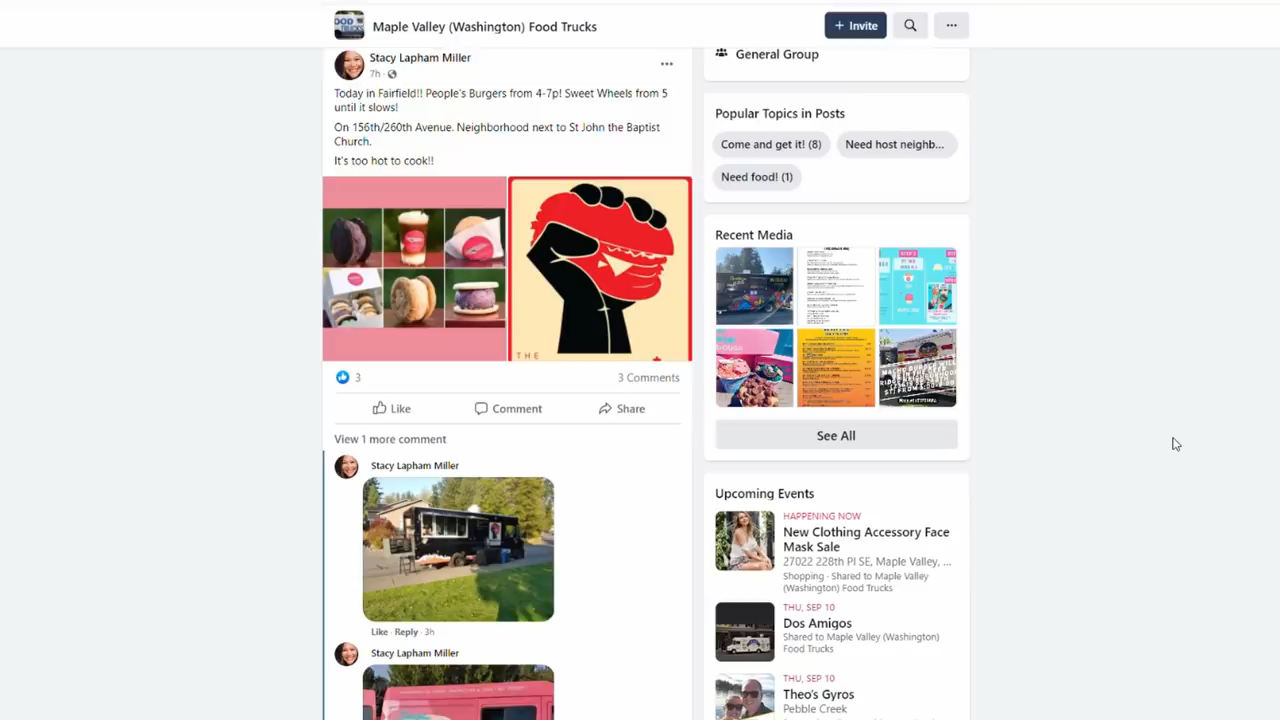 Maple Valley (Washington) Food Trucks
+ Invite
Stacy Lapham Miller
7h
Today in Fairfield!! People's Burgers from 4-7p! Sweet Wheels from 5
until it slows!
On 156th/260th Avenue. Neighborhood next to St John the Baptist
Church.
It's too hot to cook!!
THE
3
3 Comments
Like
Comment
Share
View 1 more comment
Stacy Lapham Miller
Like · Reply · 3h
Stacy Lapham Miller
General Group
Popular Topics in Posts
Come and get it! (8)
Need host neighb...
Need food! (1)
Recent Media
See All
Upcoming Events
HAPPENING NOW
New Clothing Accessory Face
Mask Sale
27022 228th Pl SE, Maple Valley, ...
Shopping · Shared to Maple Valley
(Washington) Food Trucks
THU, SEP 10
Dos Amigos
Shared to Maple Valley (Washington)
Food Trucks
THU, SEP 10
Theo's Gyros
Pebble Creek